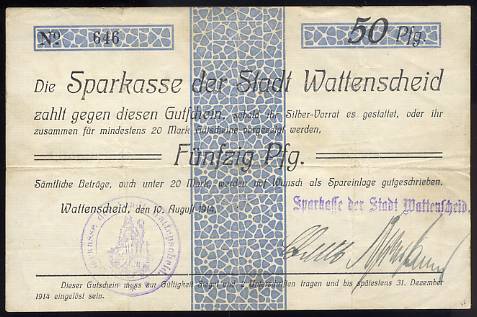 No 646
50 Pfg.
Die Sparkasse der Stadt Wattenscheid
zahlt gegen diesen Gutschein, sobald ihr Silber-Vorrat es gestattet, oder ihr
zusammen für mindestens 20 Mark Gutscheine vorgelegt werden,
Fünfzig Pfg.
Sämtliche Beträge, auch unter 20 Mark, werden auf Wunsch als Spareinlage gutgeschrieben.
Wattenscheid, den 10. August 1914.
Sparkasse der Stadt Wattenscheid.
Dieser Gutschein muss zur Gültigkeit Siegel und 2 Unterschriften tragen und bis spätestens 31. Dezember
1914 eingelöst sein.